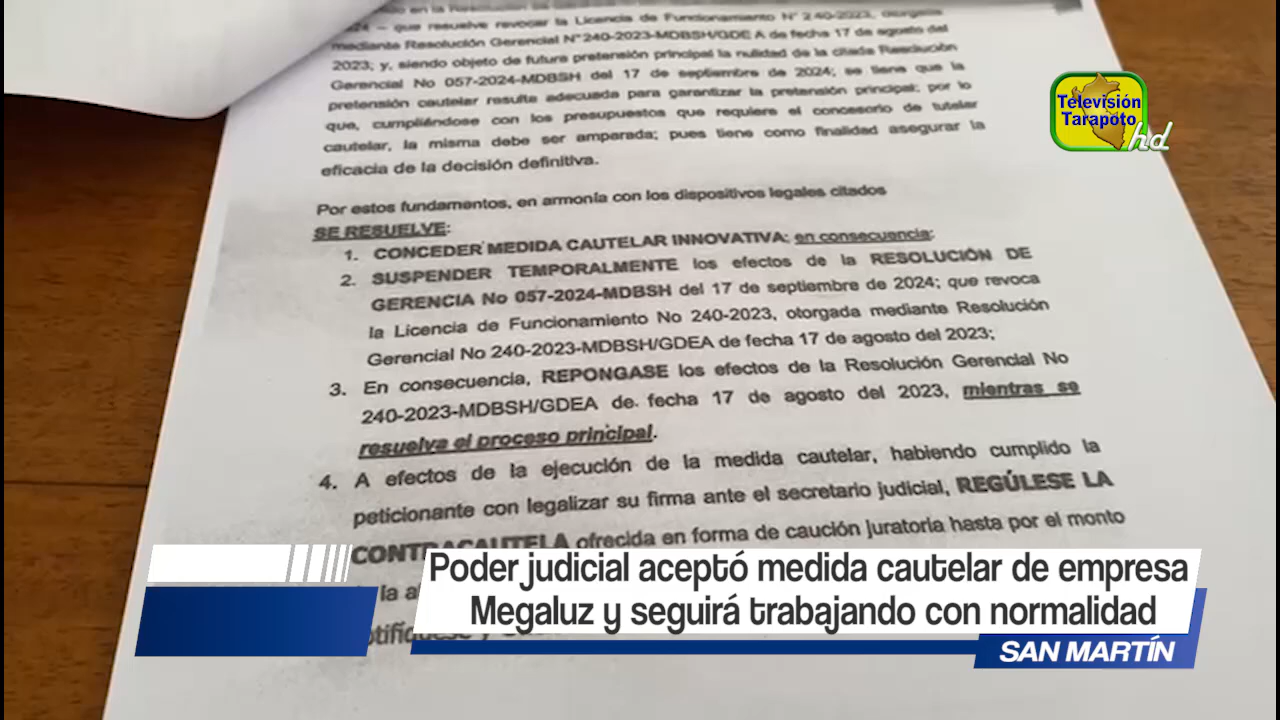 2024 – que resuelve revocar la Licencia de Funcionamiento N° 240-2023, otorgada
mediante Resolución Gerencial N° 240-2023-MDBSH/GDE A de fecha 17 de agosto del
2023; y, siendo objeto de futura pretensión principal la nulidad de la citada Resolución
Gerencial No 057-2024-MDBSH del 17 de septiembre de 2024; se tiene que la
pretensión cautelar resulta adecuada para garantizar la pretensión principal; por lo
que, cumpliéndose con los presupuestos que requiere el concesorio de tutelar
cautelar, la misma debe ser amparada; pues tiene como finalidad asegurar la
eficacia de la decisión definitiva.
Por estos fundamentos, en armonía con los dispositivos legales citados
SE RESUELVE:
1. CONCEDER MEDIDA CAUTELAR INNOVATIVA; en consecuencia:
2. SUSPENDER TEMPORALMENTE los efectos de la RESOLUCIÓN DE
GERENCIA No 057-2024-MDBSH del 17 de septiembre de 2024; que revoca
la Licencia de Funcionamiento No 240-2023, otorgada mediante Resolución
Gerencial No 240-2023-MDBSH/GDEA de fecha 17 de agosto del 2023;
3. En consecuencia, REPONGASE los efectos de la Resolución Gerencial No
240-2023-MDBSH/GDEA de fecha 17 de agosto del 2023, mientras se
resuelva el proceso principal.
4. A efectos de la ejecución de la medida cautelar, habiendo cumplido la
peticionante con legalizar su firma ante el secretario judicial, REGÚLESE LA
CONTRACAUTELA ofrecida en forma de caución juratoria hasta por el monto
la
Televisión
Tarapoto
hd
Poder judicial aceptó medida cautelar de empresa
Megaluz y seguirá trabajando con normalidad
SAN MARTÍN